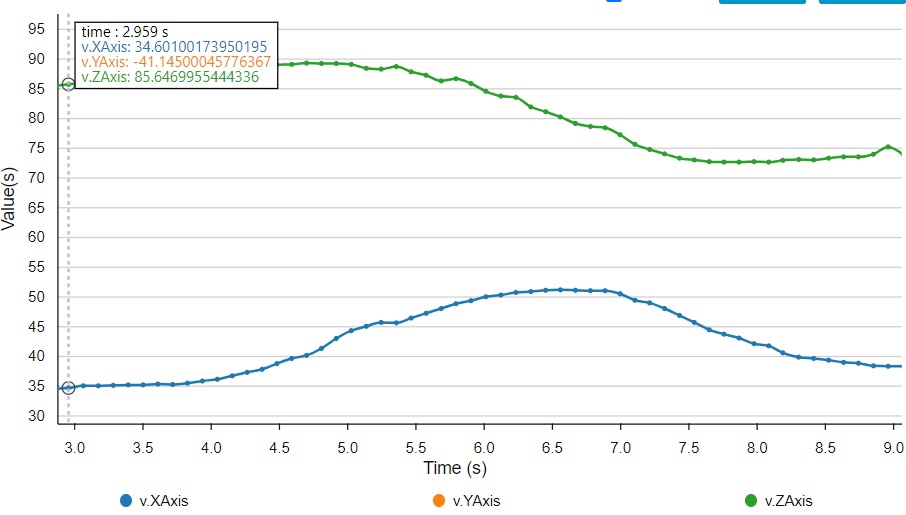 time : 2.959 s
v.XAxis: 34.60100173950195
v.YAxis: -41.14500045776367
v.ZAxis: 85.6469955444336
95
90
85
80
75
70
65
60
55
50
45
40
35
30
Value(s)
3.0 3.5 4.0 4.5 5.0 5.5 6.0 6.5 7.0 7.5 8.0 8.5 9.0
Time (s)
v.XAxis v.YAxis v.ZAxis